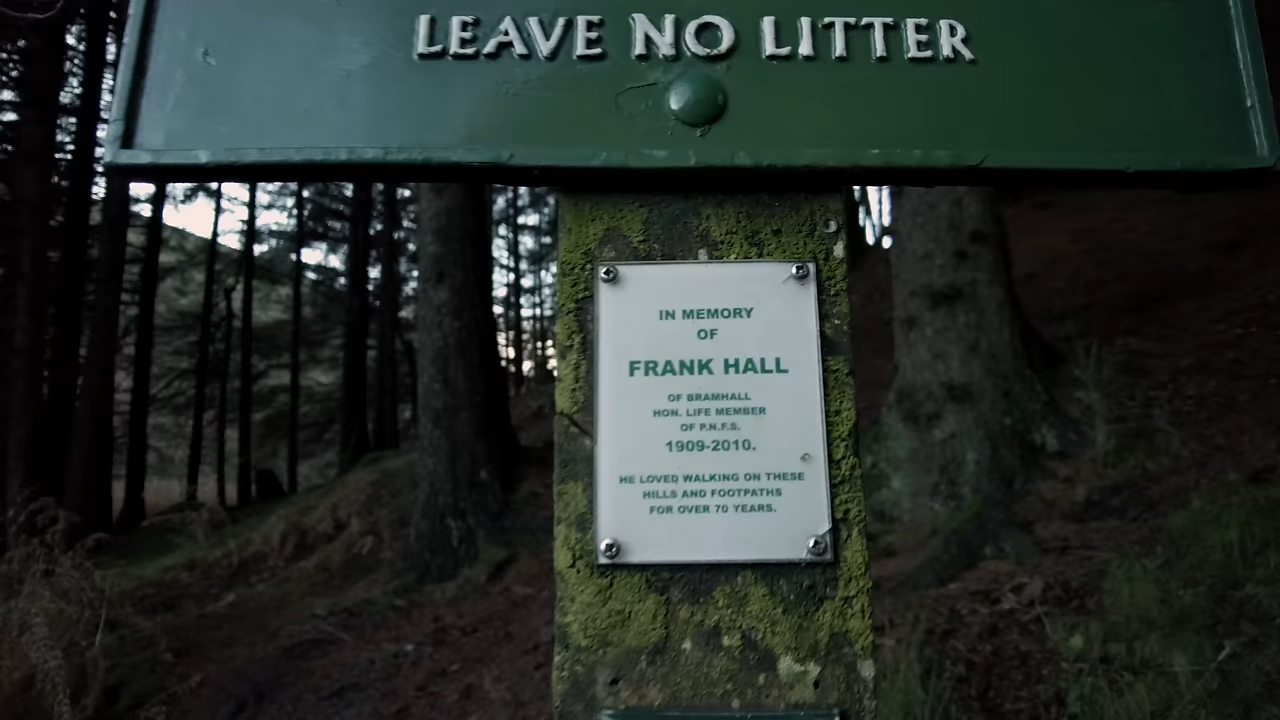 LEAVE NO LITTER
IN MEMORY
OF
FRANK HALL
OF BRAMHALL
HON. LIFE MEMBER
OF P.N.F.S.
1909-2010.
HE LOVED WALKING ON THESE
HILLS AND FOOTPATHS
FOR OVER 70 YEARS.